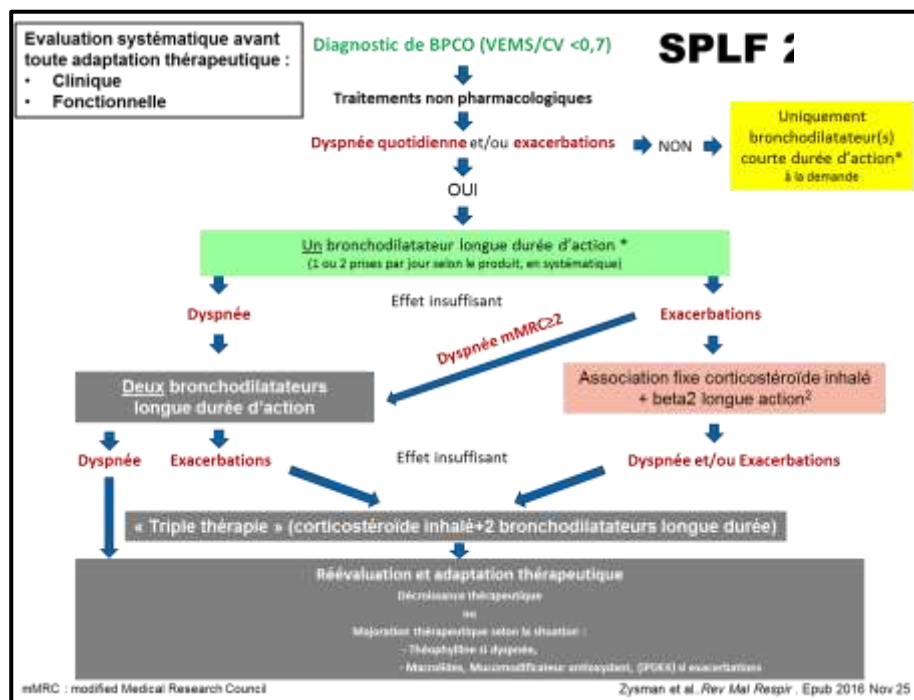 Evaluation systématique avant
toute adaptation thérapeutique :
• Clinique
• Fonctionnelle
Diagnostic de BPCO (VEMS/CV <0,7)
SPLF
Traitements non pharmacologiques
Dyspnée quotidienne et/ou exacerbations
NON
Uniquement
bronchodilatateur(s)
courte durée d'action*
à la demande
OUI
Un bronchodilatateur longue durée d'action *
(1 ou 2 prises par jour selon le produit, en systématique)
Effet insuffisant
Dyspnée
Exacerbations
Dyspnée mMRC≥2
Deux bronchodilatateurs
longue durée d'action
Association fixe corticostéroïde inhalé
+ beta2 longue action²
Dyspnée
Exacerbations
Effet insuffisant
Dyspnée et/ou Exacerbations
« Triple thérapie » (corticostéroïde inhalé+2 bronchodilatateurs longue durée)
Réévaluation et adaptation thérapeutique
Décroissance thérapeutique
ou
Majoration thérapeutique selon la situation :
- Théophylline si dyspnée,
- Macrolides, Mucomodificateur antioxydant, (IPDE4) si exacerbations
mMRC : modified Medical Research Council
Zysman et al. Rev Mal Respir. Epub 2016 Nov 25